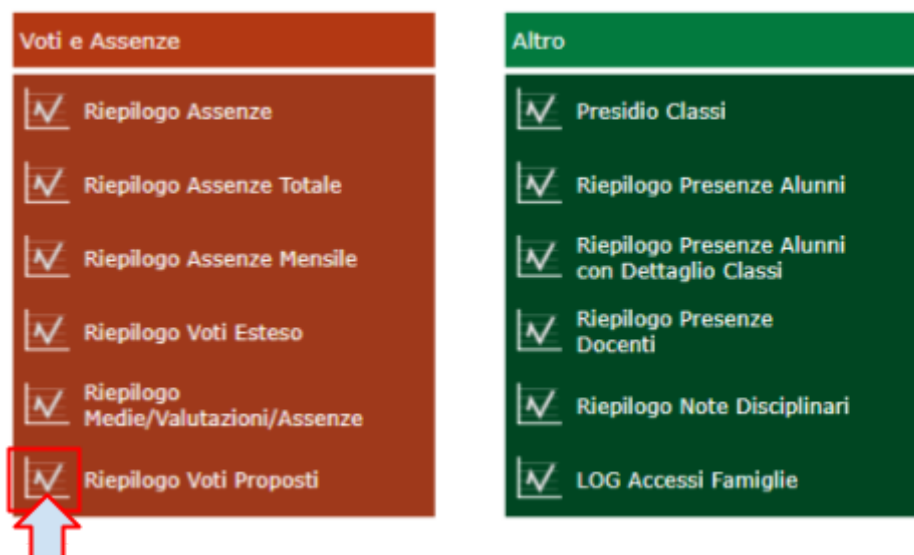 Voti e Assenze
Riepilogo Assenze
Riepilogo Assenze Totale
Riepilogo Assenze Mensile
Riepilogo Voti Esteso
Riepilogo
Medie/Valutazioni/Assenze
Riepilogo Voti Proposti
Altro
Presidio Classi
Riepilogo Presenze Alunni
Riepilogo Presenze Alunni
con Dettaglio Classi
Riepilogo Presenze
Docenti
Riepilogo Note Disciplinari
LOG Accessi Famiglie